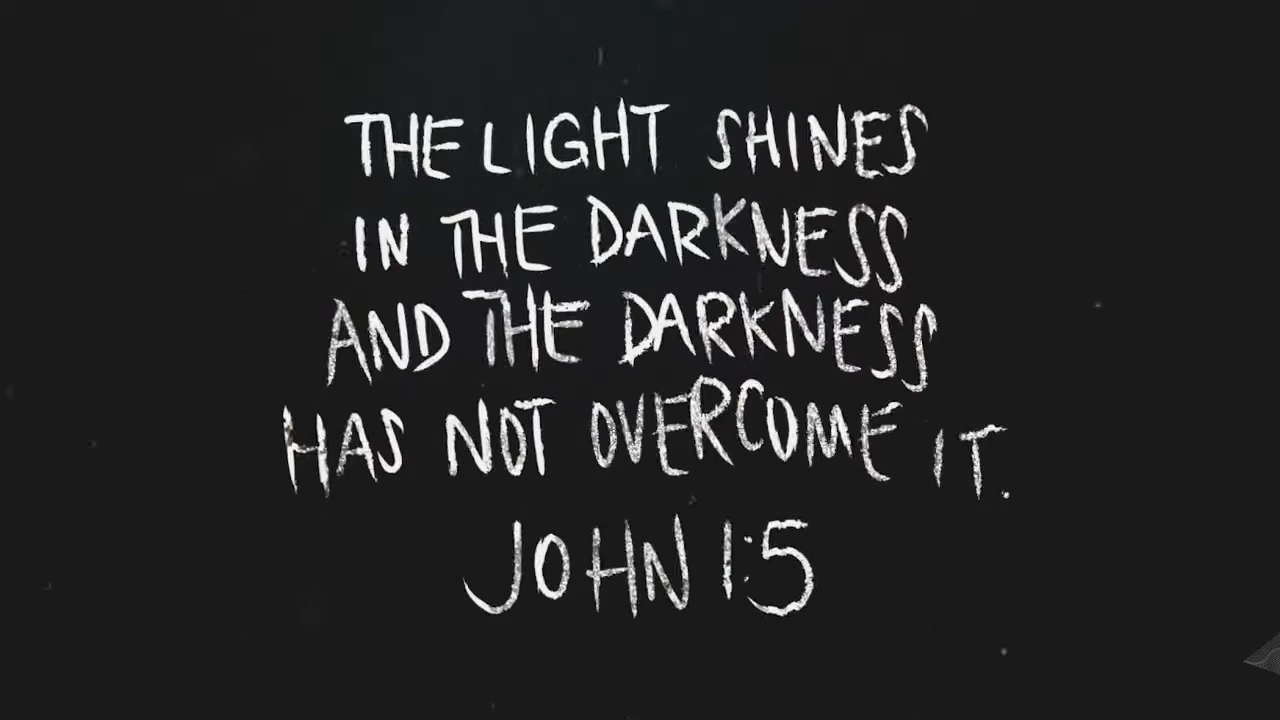 THE LIGHT SHINES
IN THE DARKNESS
AND THE DARKNESS
HAS NOT OVERCOME IT.
JOHN 1:5